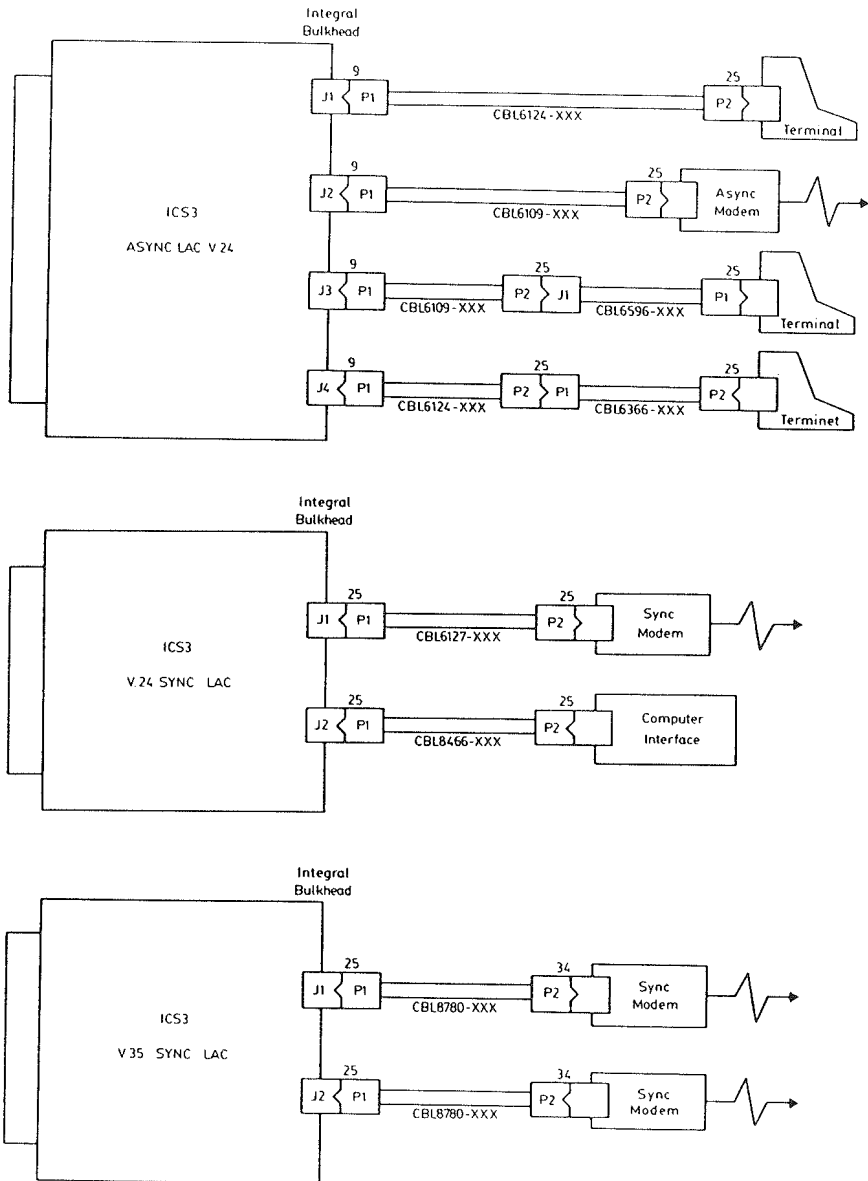 Integral
Bulkhead
ICS3
ASYNC LAC V.24
9
J1 P1
CBL6124-XXX
25
P2
Terminal
9
J2 P1
CBL6109-XXX
25
P2
Async
Modem
9
J3 P1
CBL6109-XXX
25
P2 J1
CBL6596-XXX
25
P1
Terminal
9
J4 P1
CBL6124-XXX
25
P2 P1
CBL6366-XXX
25
P2
Terminet
Integral
Bulkhead
ICS3
V.24 SYNC LAC
25
J1 P1
CBL6127-XXX
25
P2
Sync
Modem
25
J2 P1
CBL8466-XXX
25
P2
Computer
Interface
Integral
Bulkhead
ICS3
V.35 SYNC LAC
25
J1 P1
CBL8780-XXX
34
P2
Sync
Modem
25
J2 P1
CBL8780-XXX
34
P2
Sync
Modem